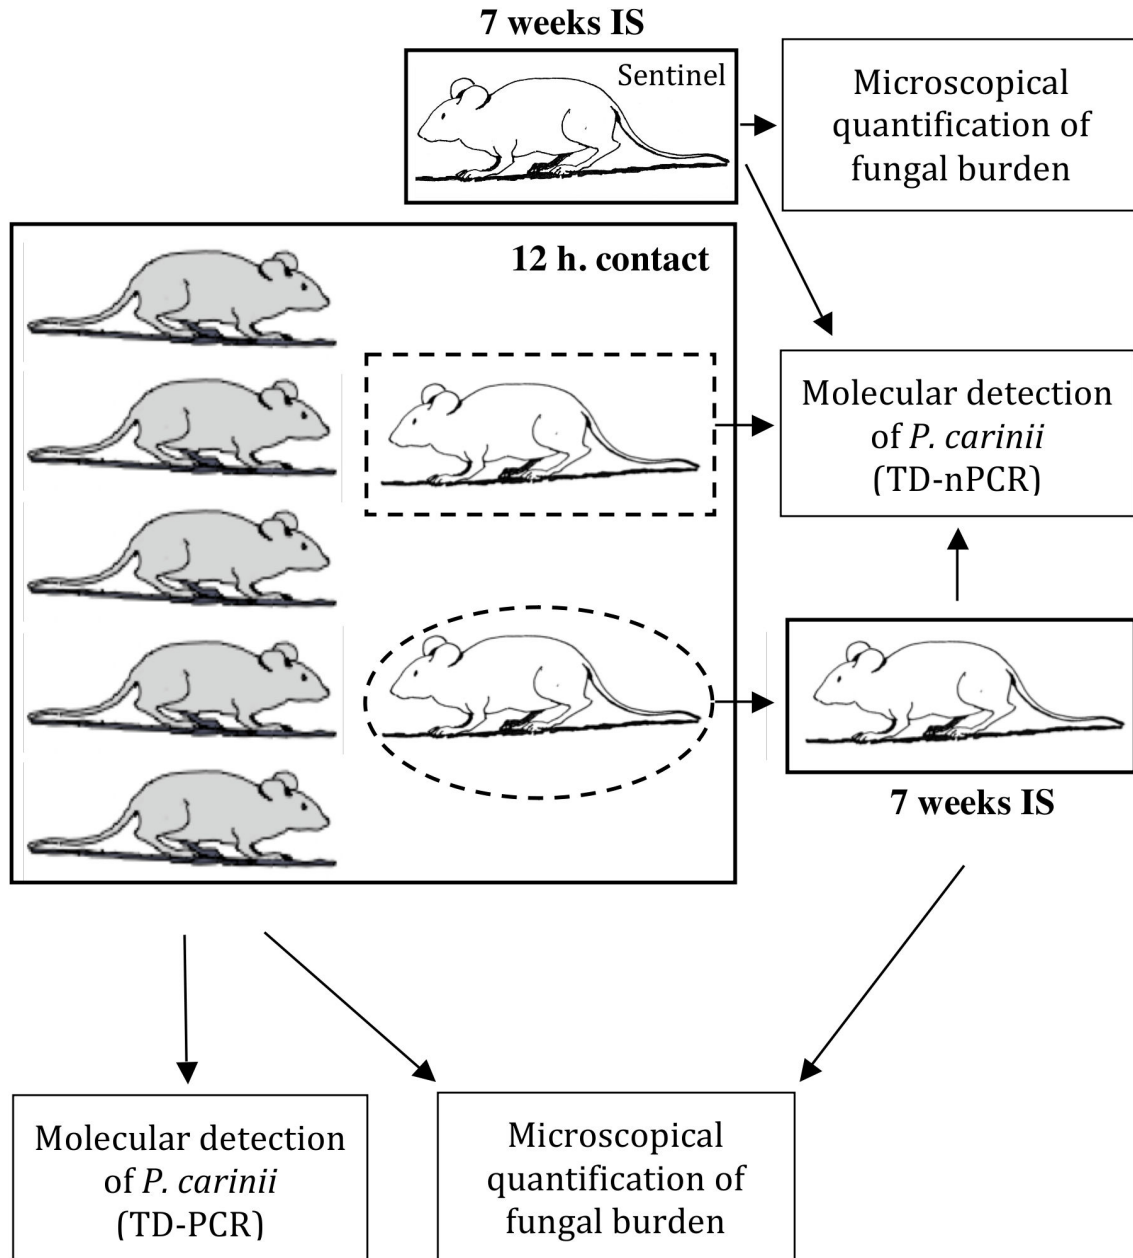 7 weeks IS
Sentinel
Microscopical
quantification of
fungal burden
12 h. contact
Molecular detection
of P. carinii
(TD-nPCR)
7 weeks IS
Molecular detection
of P. carinii
(TD-PCR)
Microscopical
quantification of
fungal burden